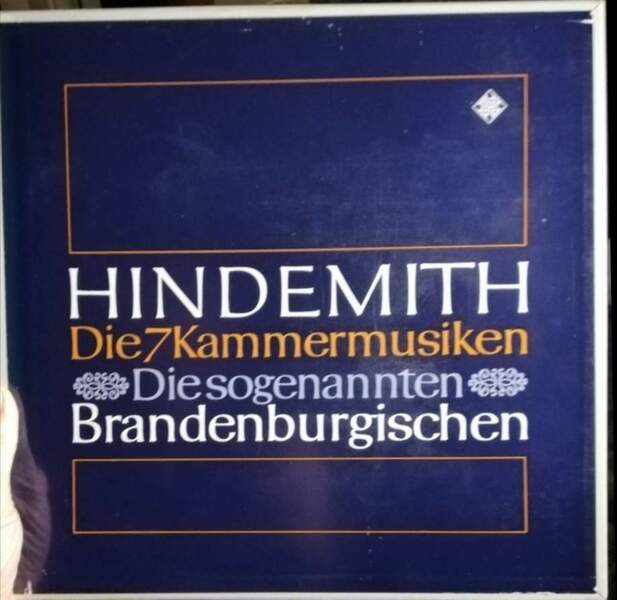 HINDEMITH
Die 7 Kammermusiken
Die sogenannten
Brandenburgischen